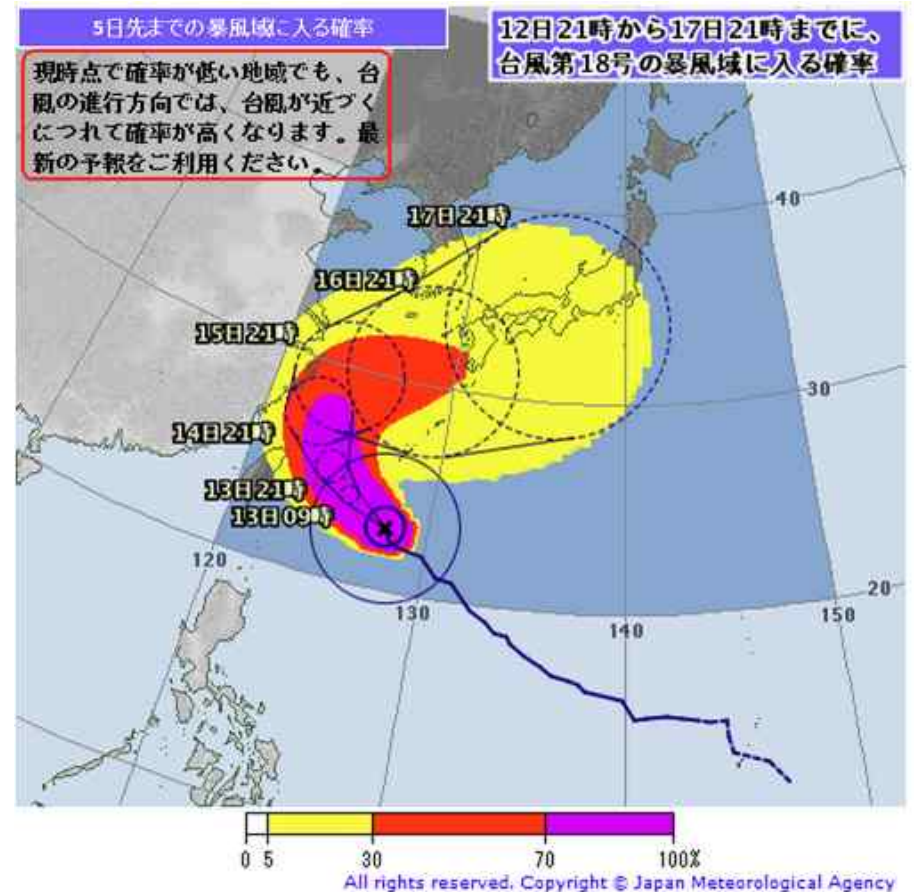 5日先までの暴風域に入る確率
12日21時から17日21時までに、
台風第18号の暴風域に入る確率
現時点で確率が低い地域でも、台
風の進行方向では、台風が近づく
につれて確率が高くなります。最
新の予報をご利用ください。
40
17日21時
16日21時
15日21時
30
14日21時
13日21時
13日09時
120
20
130
140
150
0 5 30 70 100%
All rights reserved. Copyright © Japan Meteorological Agency